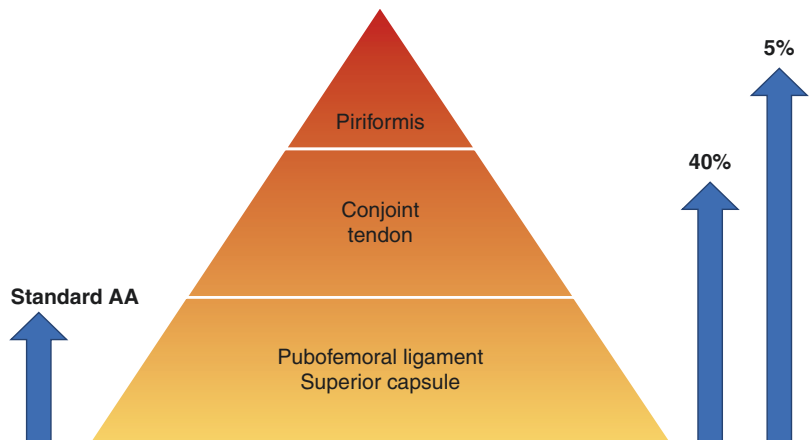 5%
Piriformis
40%
Conjoint
tendon
Standard AA
Pubofemoral ligament
Superior capsule